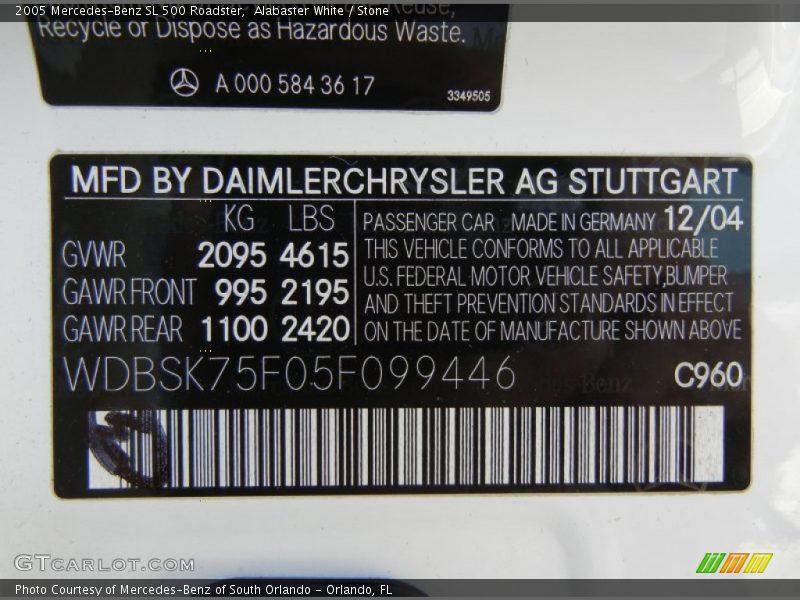 2005 Mercedes-Benz SL 500 Roadster, Alabaster White / Stone
Recycle or Dispose as Hazardous Waste.
A 000 584 36 17
3349505
MFD BY DAIMLERCHRYSLER AG STUTTGART
KG LBS
GVWR 2095 4615
GAWR FRONT 995 2195
GAWR REAR 1100 2420
PASSENGER CAR MADE IN GERMANY 12/04
THIS VEHICLE CONFORMS TO ALL APPLICABLE
U.S. FEDERAL MOTOR VEHICLE SAFETY,BUMPER
AND THEFT PREVENTION STANDARDS IN EFFECT
ON THE DATE OF MANUFACTURE SHOWN ABOVE
WDBSK75F05F099446
C960
GTCARLOT.COM
Photo Courtesy of Mercedes-Benz of South Orlando - Orlando, FL